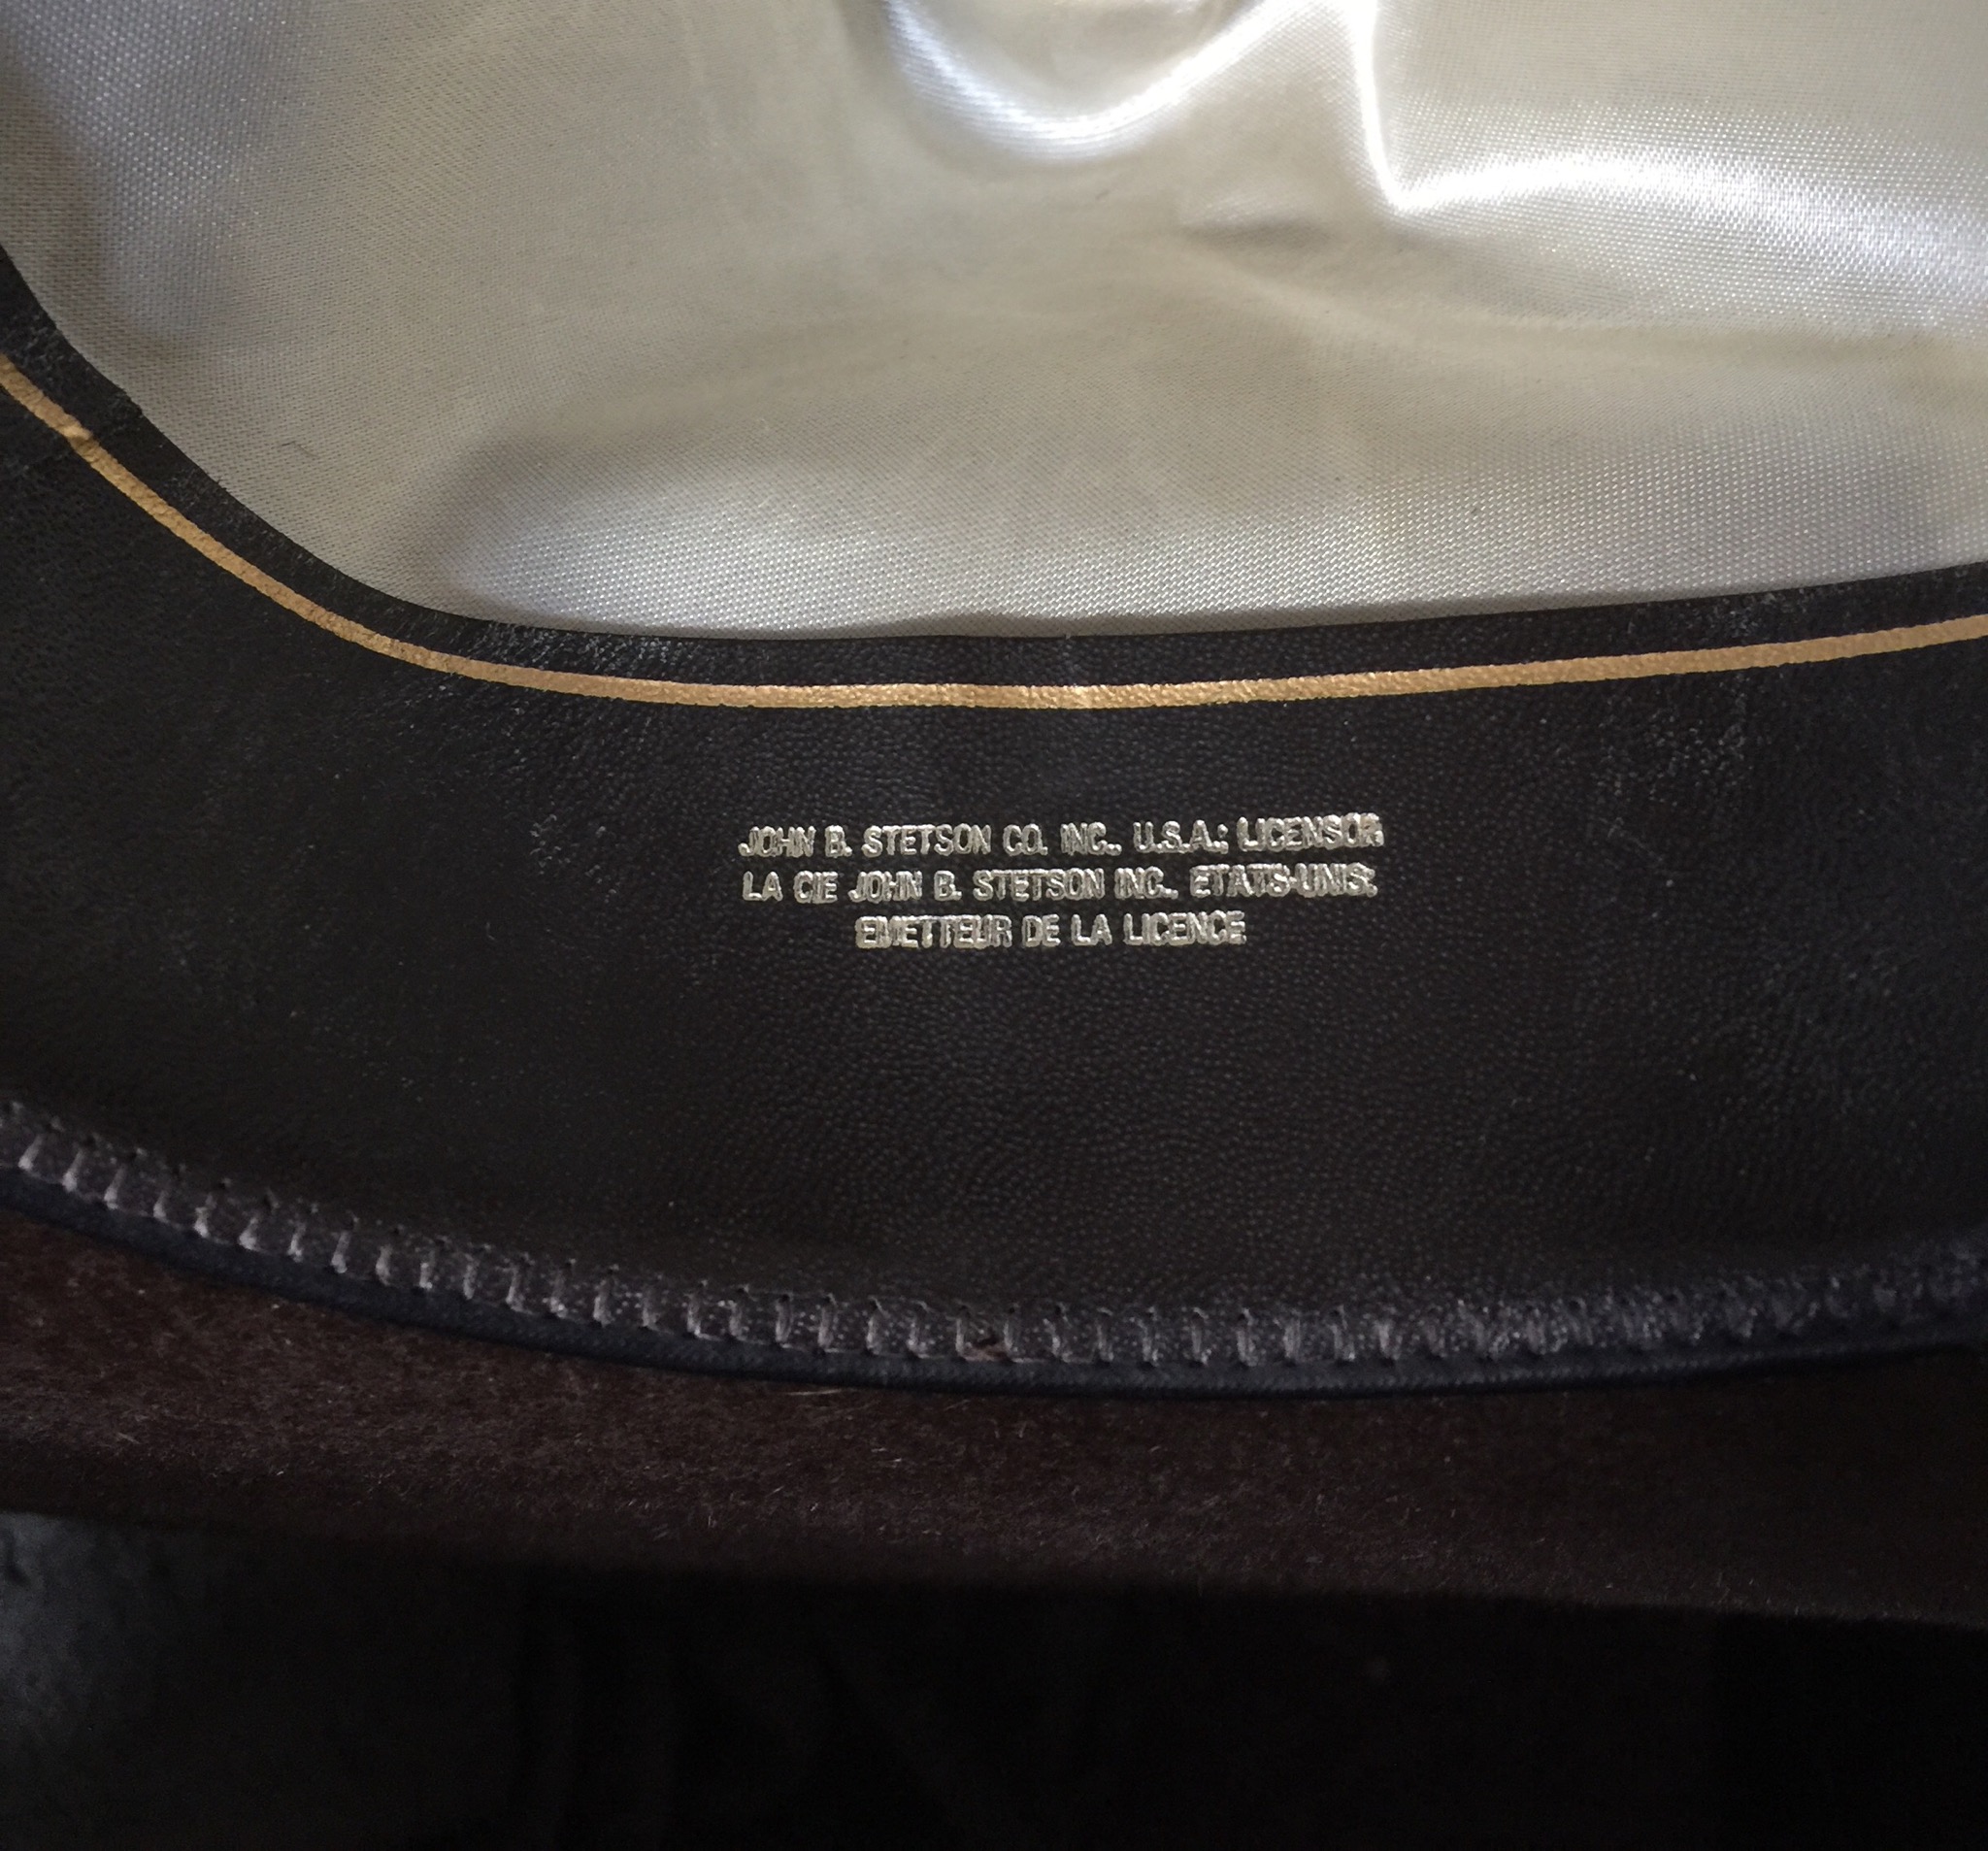 JOHN B. STETSON CO. INC., U.S.A.; LICENSOR
LA CIE JOHN B. STETSON INC., ETATS-UNIS;
EMETTEUR DE LA LICENCE